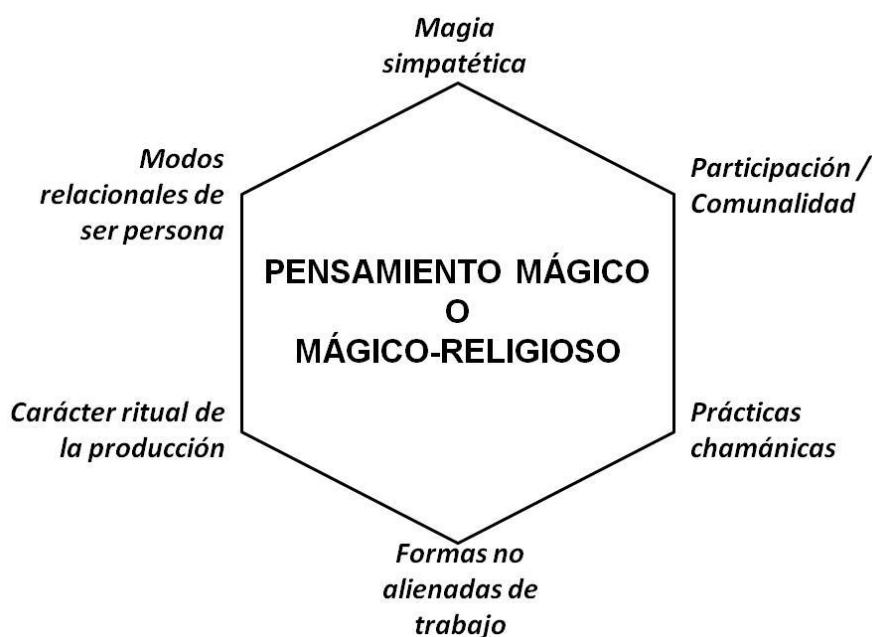 Magia
simpatética
Modos
relacionales de
ser persona
Participación /
Comunalidad
PENSAMIENTO MÁGICO
O
MÁGICO-RELIGIOSO
Carácter ritual de
la producción
Prácticas
chamánicas
Formas no
alienadas de
trabajo